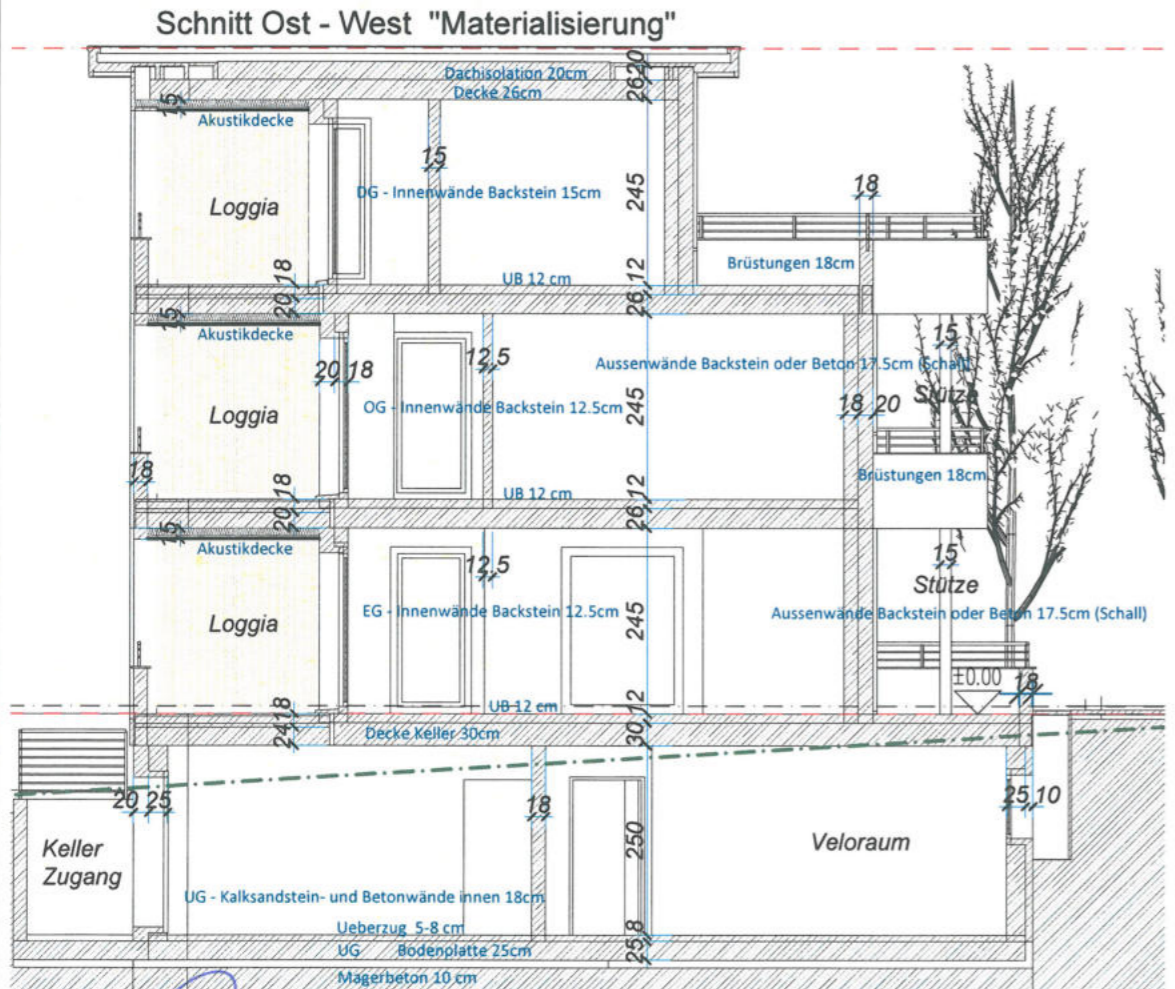 Schnitt Ost - West "Materialisierung"
Dachisolation 20cm
20
Decke 26cm
26
15
Akustikdecke
15
18
DG - Innenwände Backstein 15cm
245
Loggia
Brüstungen 18cm
18
UB 12 cm
12
20
26
15
Akustikdecke
15
20 18
12,5
Aussenwände Backstein oder Beton 17.5cm (Schall)
Stütze
OG - Innenwände Backstein 12.5cm
245
18 20
Loggia
18
Brüstungen 18cm
18
UB 12 cm
12
20
26
15
Akustikdecke
12,5
15
Stütze
EG - Innenwände Backstein 12.5cm
245
Aussenwände Backstein oder Beton 17.5cm (Schall)
Loggia
±0.00
18
18
UB 12 cm
12
24
Decke Keller 30cm
30
20 25
18
25 10
Keller
Zugang
250
Veloraum
UG - Kalksandstein- und Betonwände innen 18cm
Ueberzug 5-8 cm
8
UG Bodenplatte 25cm
25
Magerbeton 10 cm